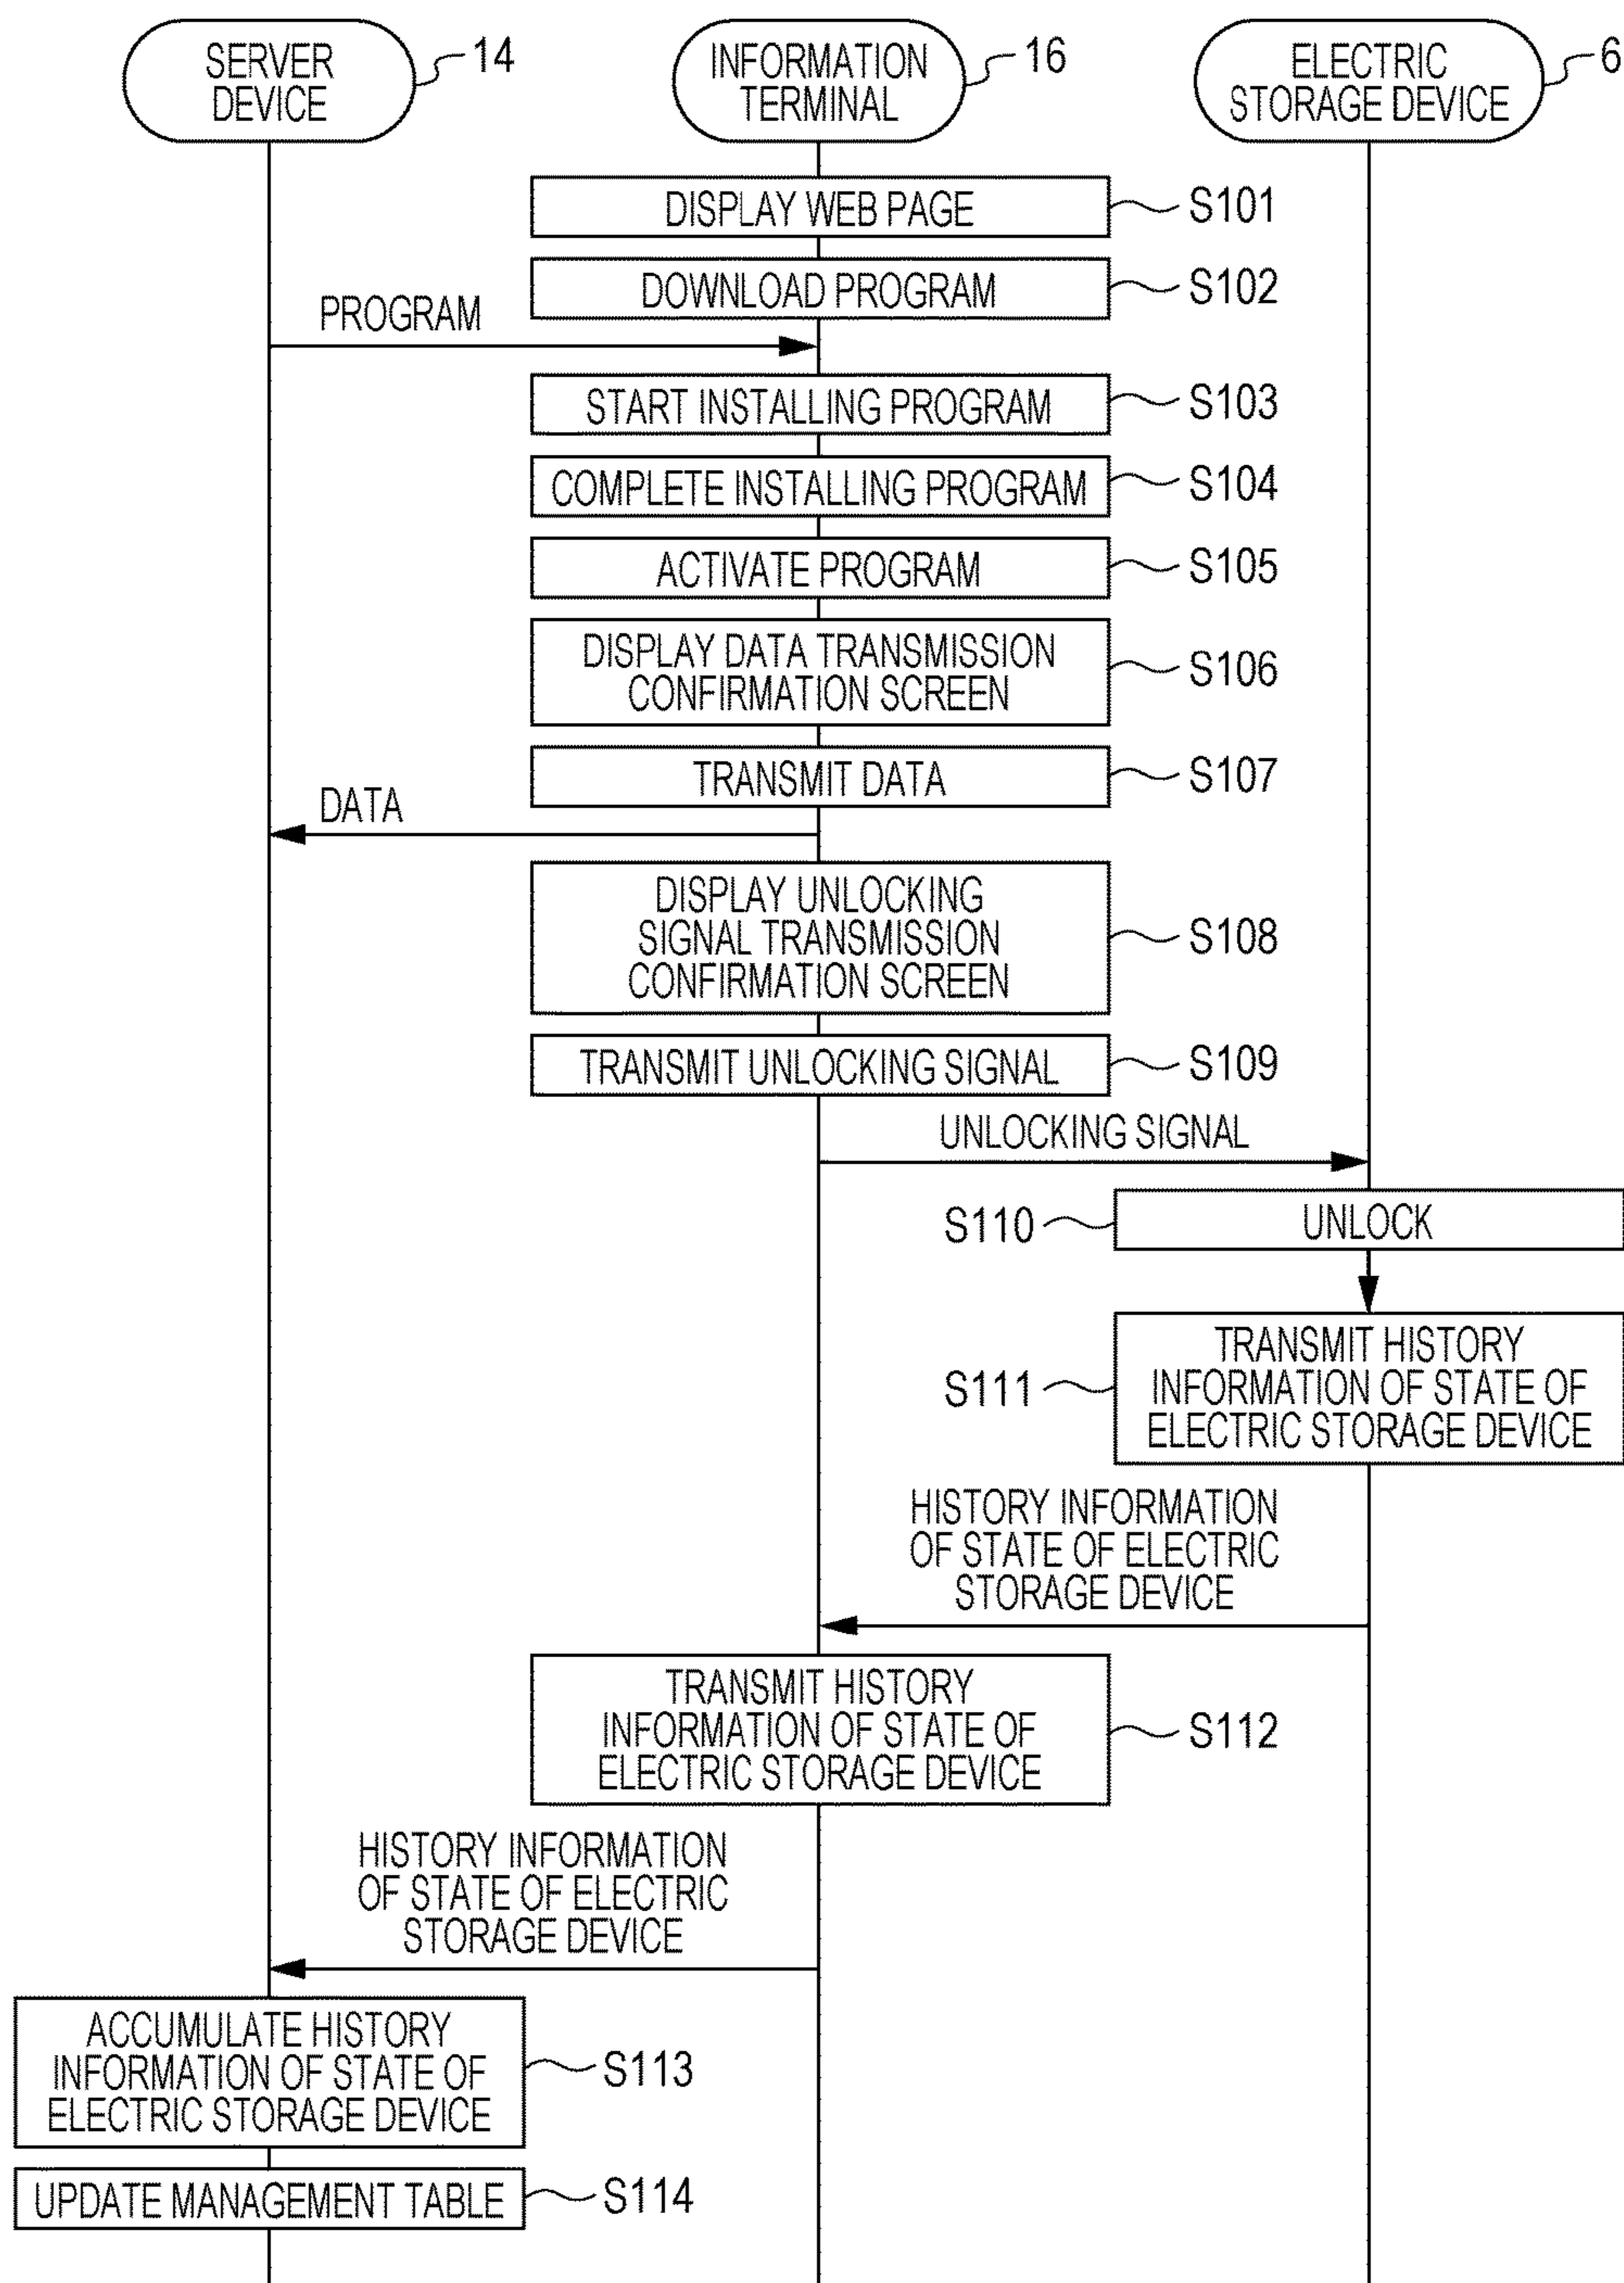 SERVER
DEVICE
14
INFORMATION
TERMINAL
16
ELECTRIC
STORAGE DEVICE
6
DISPLAY WEB PAGE
S101
DOWNLOAD PROGRAM
S102
PROGRAM
START INSTALLING PROGRAM
S103
COMPLETE INSTALLING PROGRAM
S104
ACTIVATE PROGRAM
S105
DISPLAY DATA TRANSMISSION
CONFIRMATION SCREEN
S106
TRANSMIT DATA
S107
DATA
DISPLAY UNLOCKING
SIGNAL TRANSMISSION
CONFIRMATION SCREEN
S108
TRANSMIT UNLOCKING SIGNAL
S109
UNLOCKING SIGNAL
S110
UNLOCK
S111
TRANSMIT HISTORY
INFORMATION OF STATE OF
ELECTRIC STORAGE DEVICE
HISTORY INFORMATION
OF STATE OF ELECTRIC
STORAGE DEVICE
TRANSMIT HISTORY
INFORMATION OF STATE OF
ELECTRIC STORAGE DEVICE
S112
HISTORY INFORMATION
OF STATE OF ELECTRIC
STORAGE DEVICE
ACCUMULATE HISTORY
INFORMATION OF STATE OF
ELECTRIC STORAGE DEVICE
S113
UPDATE MANAGEMENT TABLE
S114